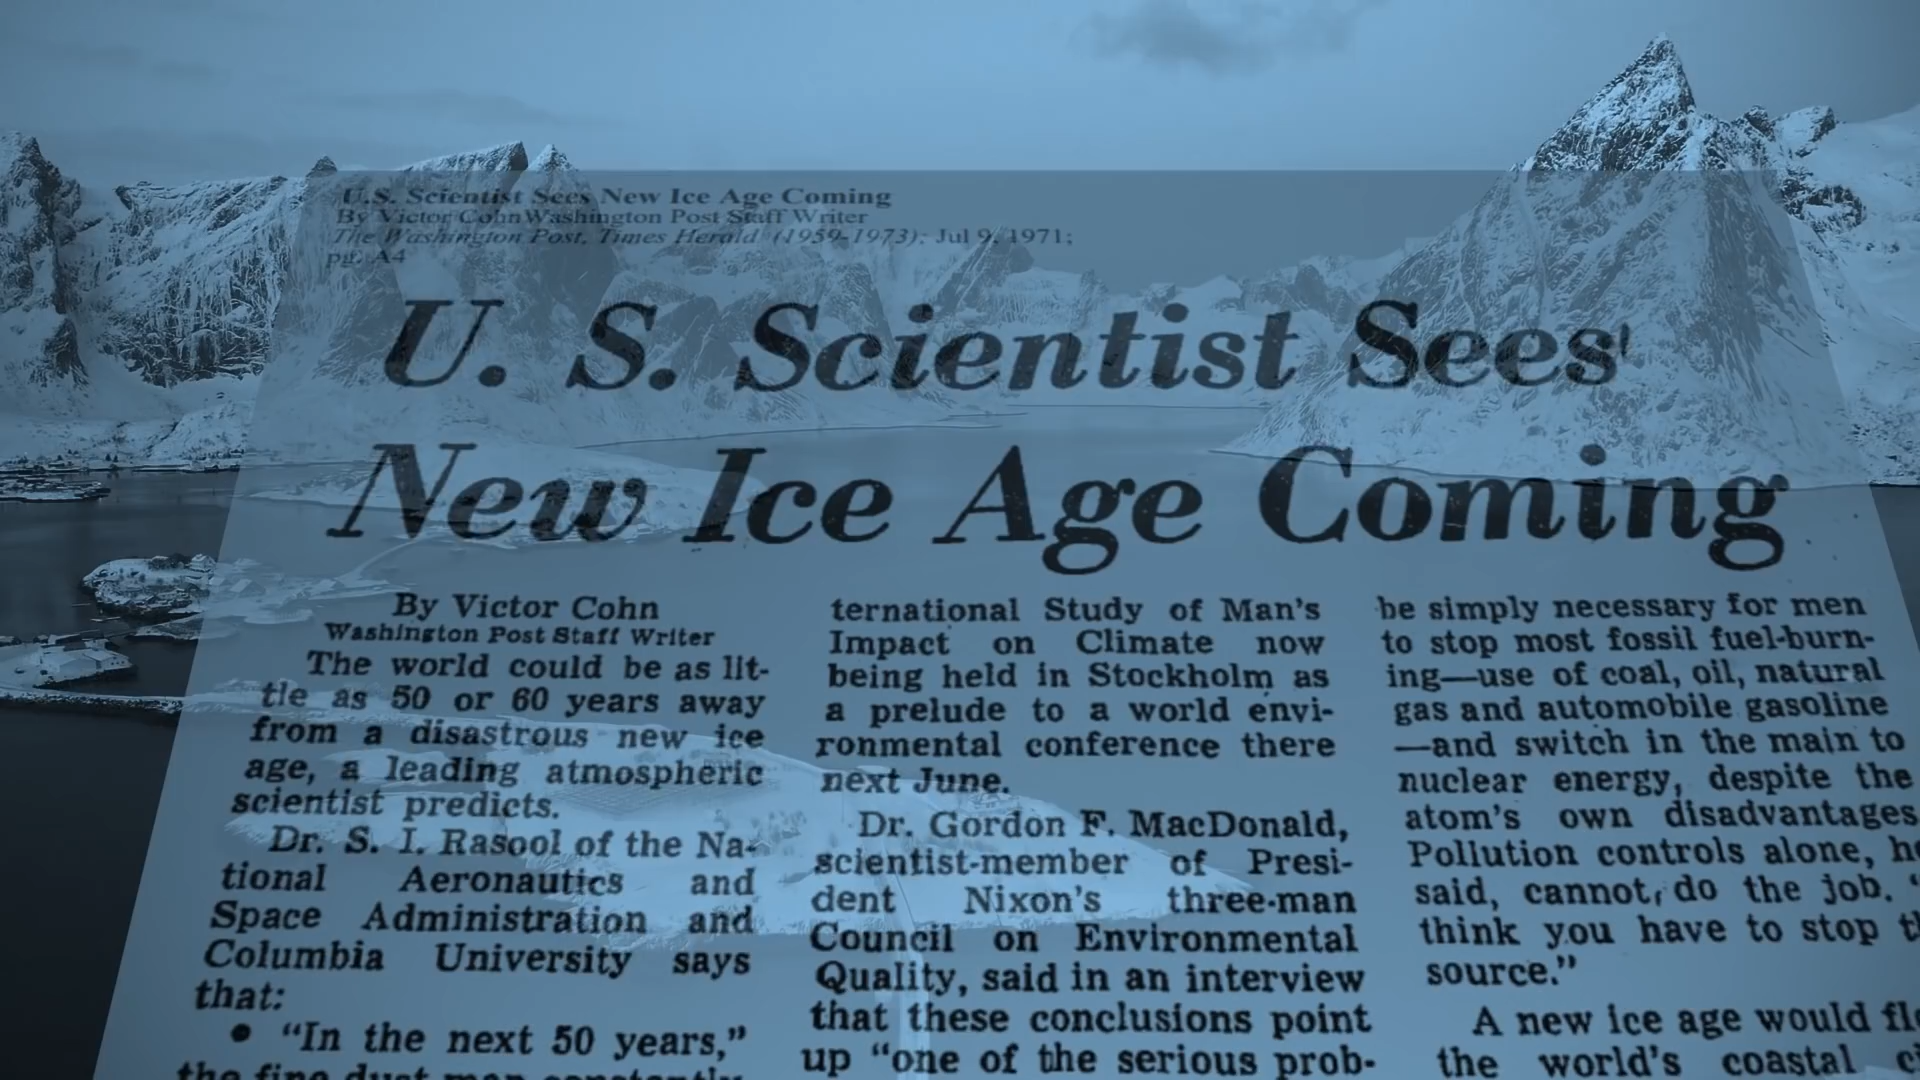 U.S. Scientist Sees New Ice Age Coming
By Victor CohnWashington Post Staff Writer
The Washington Post, Times Herald (1959-1973); Jul 9, 1971;
pg. A4
U. S. Scientist Sees
New Ice Age Coming
By Victor Cohn
Washington Post Staff Writer
The world could be as lit-
tle as 50 or 60 years away
from a disastrous new ice
age, a leading atmospheric
scientist predicts.
Dr. S. I. Rasool of the Na-
tional Aeronautics and
Space Administration and
Columbia University says
that:
• "In the next 50 years,"
the fine dust man constantly
ternational Study of Man's
Impact on Climate now
being held in Stockholm as
a prelude to a world envi-
ronmental conference there
next June.
Dr. Gordon F. MacDonald,
scientist-member of Presi-
dent Nixon's three-man
Council on Environmental
Quality, said in an interview
that these conclusions point
up "one of the serious prob-
be simply necessary for men
to stop most fossil fuel-burn-
ing—use of coal, oil, natural
gas and automobile gasoline
—and switch in the main to
nuclear energy, despite the
atom's own disadvantages
Pollution controls alone, he
said, cannot, do the job.
think you have to stop
source."
A new ice age would
the world's coastal